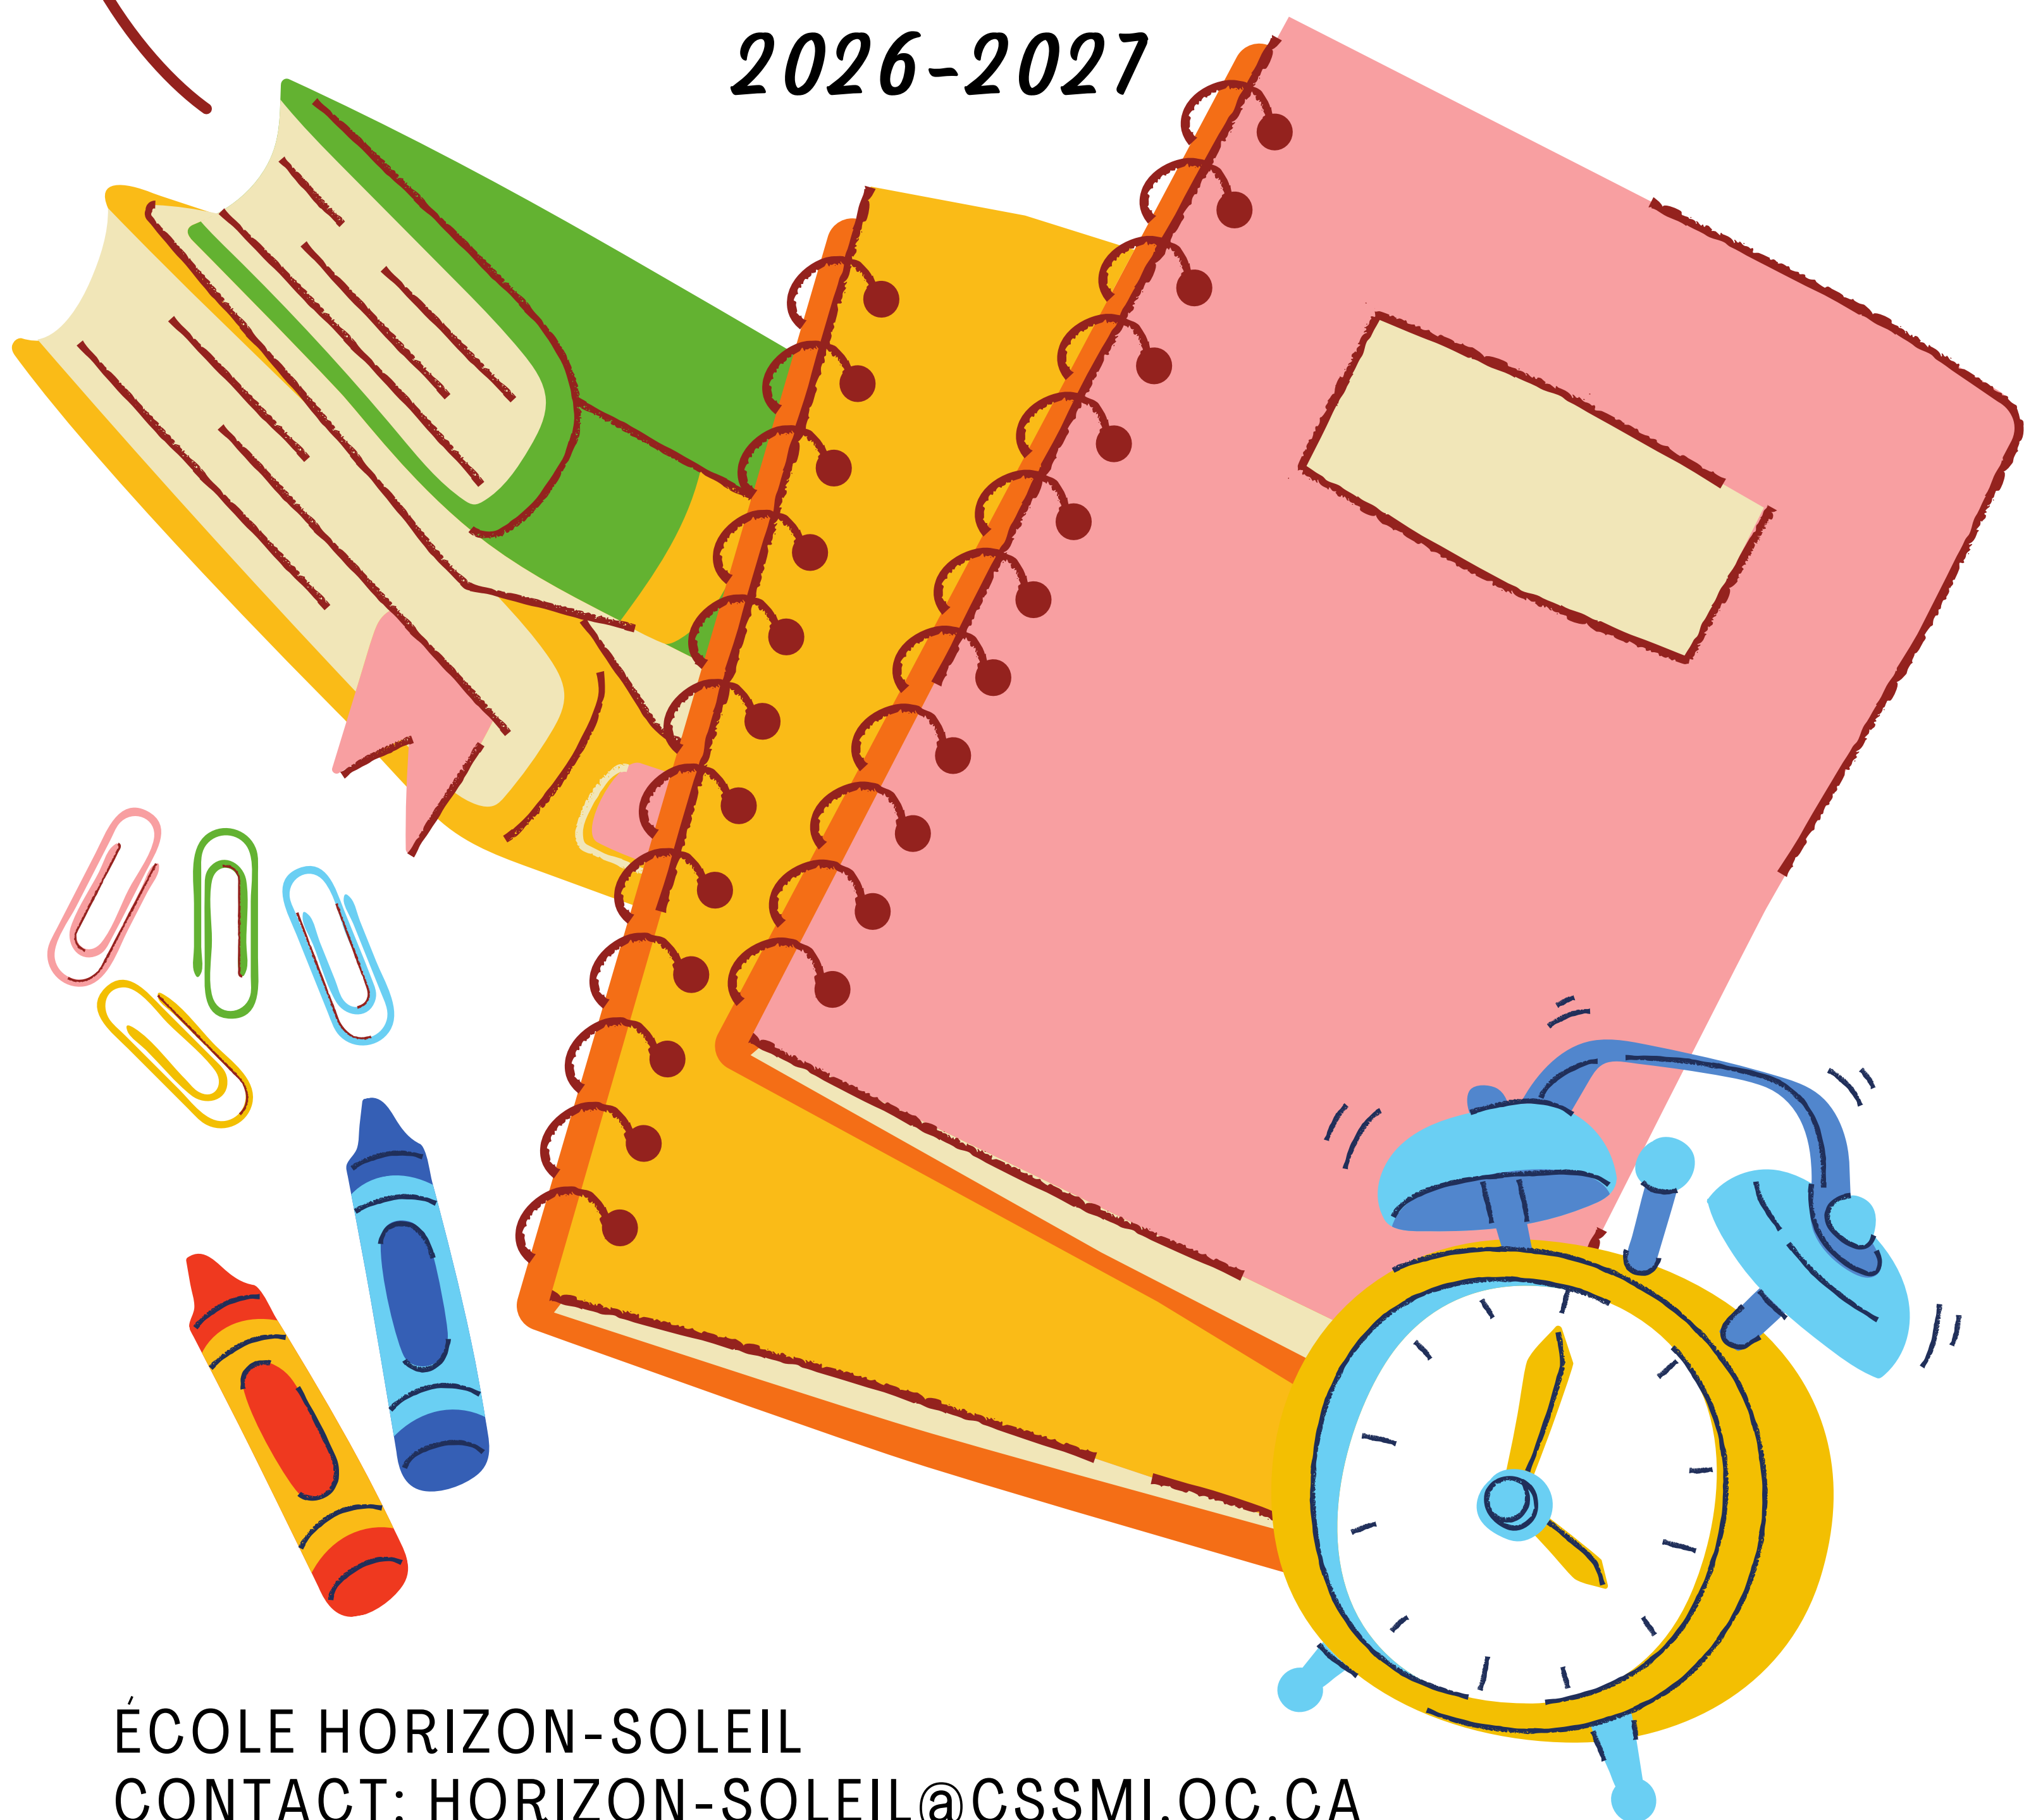 2026-2027
ÉCOLE HORIZON-SOLEIL
CONTACT: HORIZON-SOLEIL@CSSMI.QC.CA